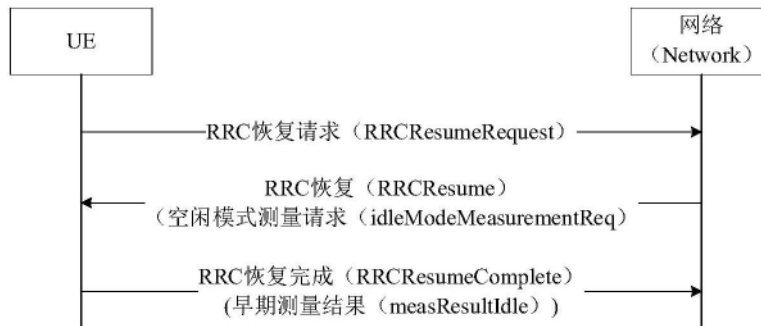 UE
网络
（Network）
RRC恢复请求（RRCResumeRequest）
RRC恢复（RRCResume）
（空闲模式测量请求（idleModeMeasurementReq）
RRC恢复完成（RRCResumeComplete）
(早期测量结果（measResultIdle）)